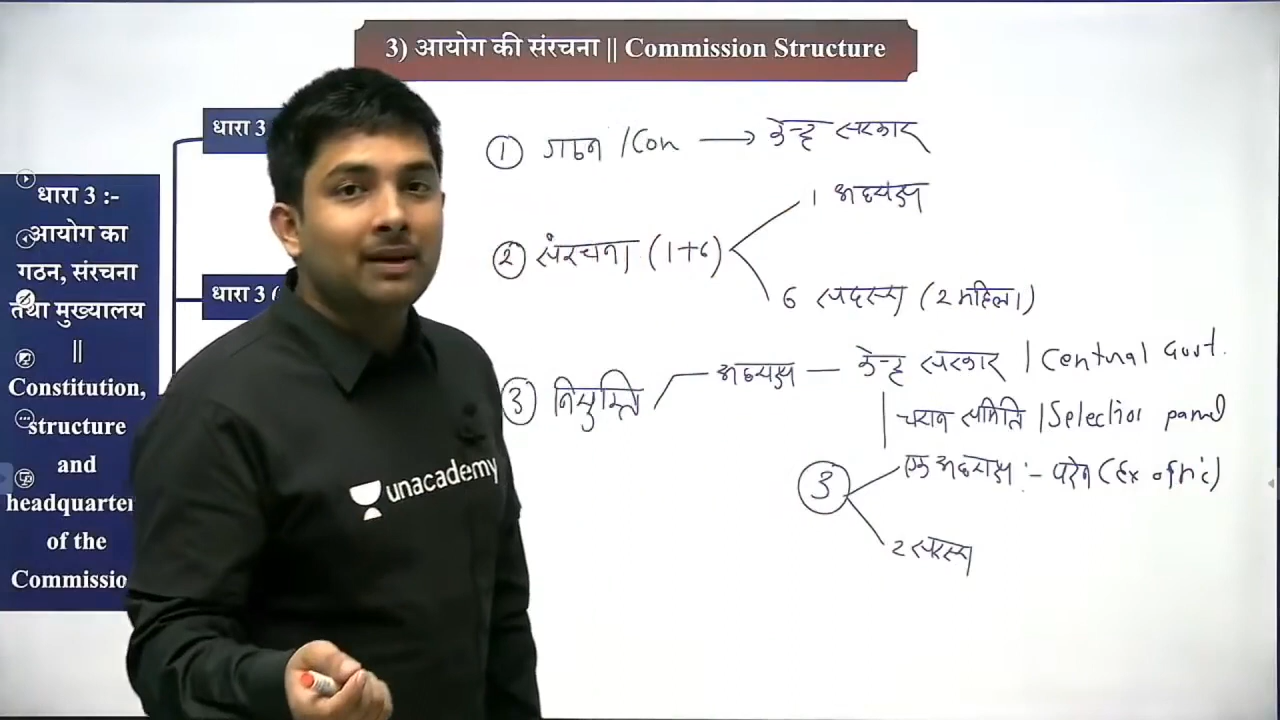 3) आयोग की संरचना || Commission Structure
धारा 3
धारा 3 :-
आयोग का
गठन, संरचना
तथा मुख्यालय
||
Constitution,
structure
and
headquarter
of the
Commissio
धारा 3 (
① गठन /Con → केन्द्र सरकार
② संरचना (1+6)
1 अध्यक्ष
6 सदस्य (2 महिला)
③ नियुक्ति
अध्यक्ष — केन्द्र सरकार | Central Govt.
चयन समिति | Selection panel
3
एक अध्यक्ष :- पदेन (Ex offic)
2 सदस्य
unacademy